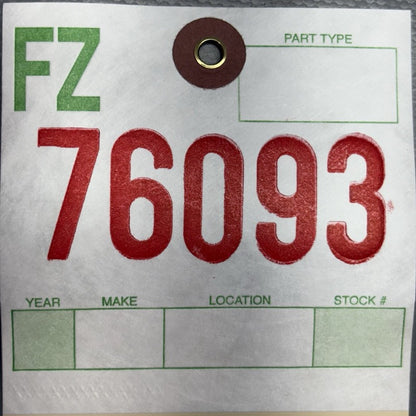 FZ
PART TYPE
76093
YEAR MAKE LOCATION STOCK #